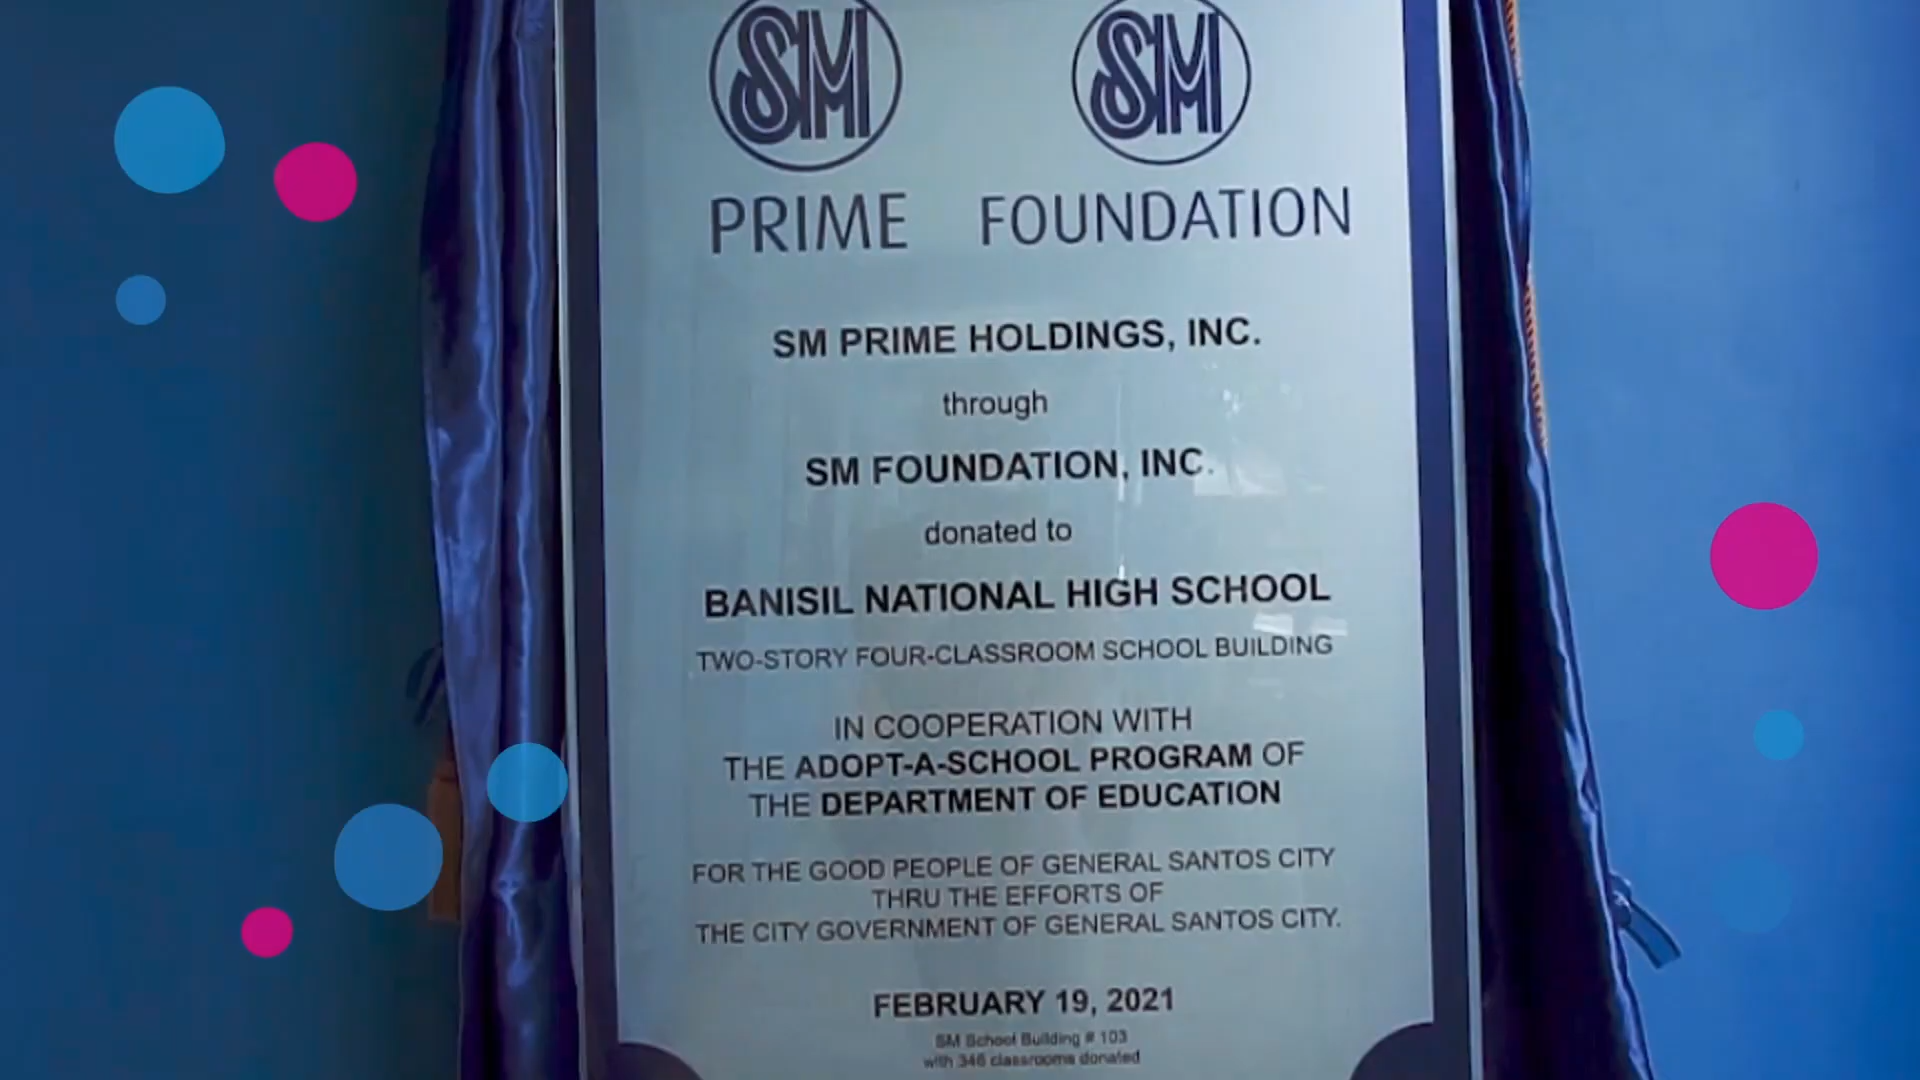 SM SM
PRIME FOUNDATION
SM PRIME HOLDINGS, INC.
through
SM FOUNDATION, INC.
donated to
BANISIL NATIONAL HIGH SCHOOL
TWO-STORY FOUR-CLASSROOM SCHOOL BUILDING
IN COOPERATION WITH
THE ADOPT-A-SCHOOL PROGRAM OF
THE DEPARTMENT OF EDUCATION
FOR THE GOOD PEOPLE OF GENERAL SANTOS CITY
THRU THE EFFORTS OF
THE CITY GOVERNMENT OF GENERAL SANTOS CITY.
FEBRUARY 19, 2021
SM School Building # 103
with 346 classrooms donated